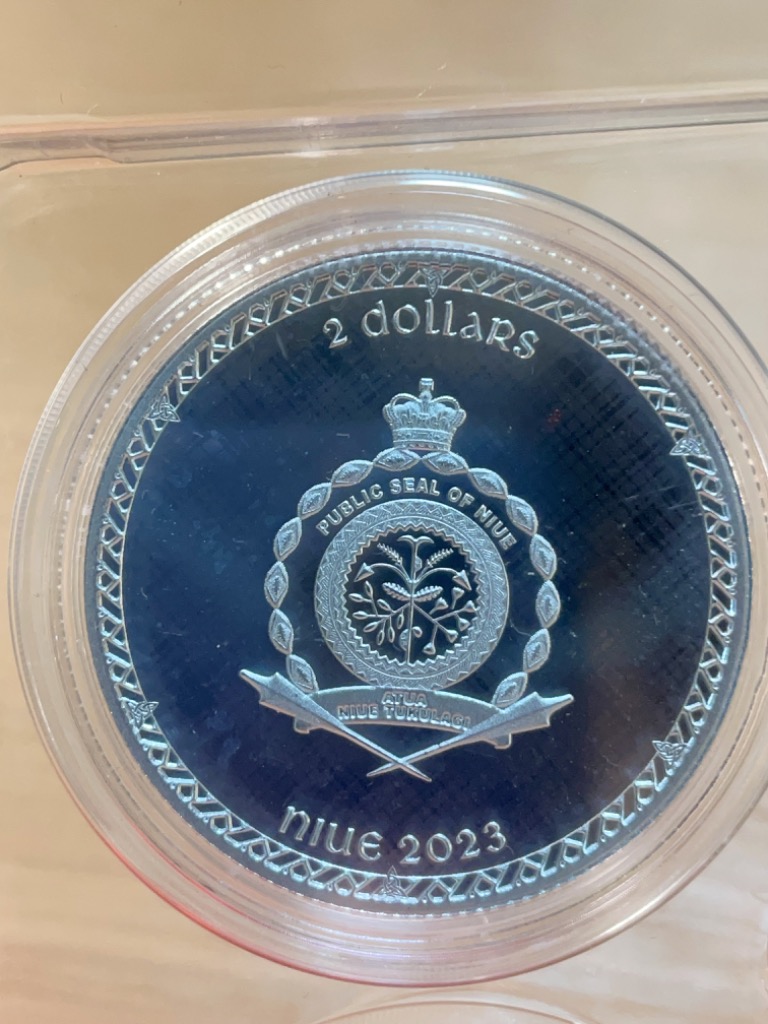 2 dollars
PUBLIC SEAL OF NIUE
ATUA
NIUE TUKULAGI
NIUE 2023